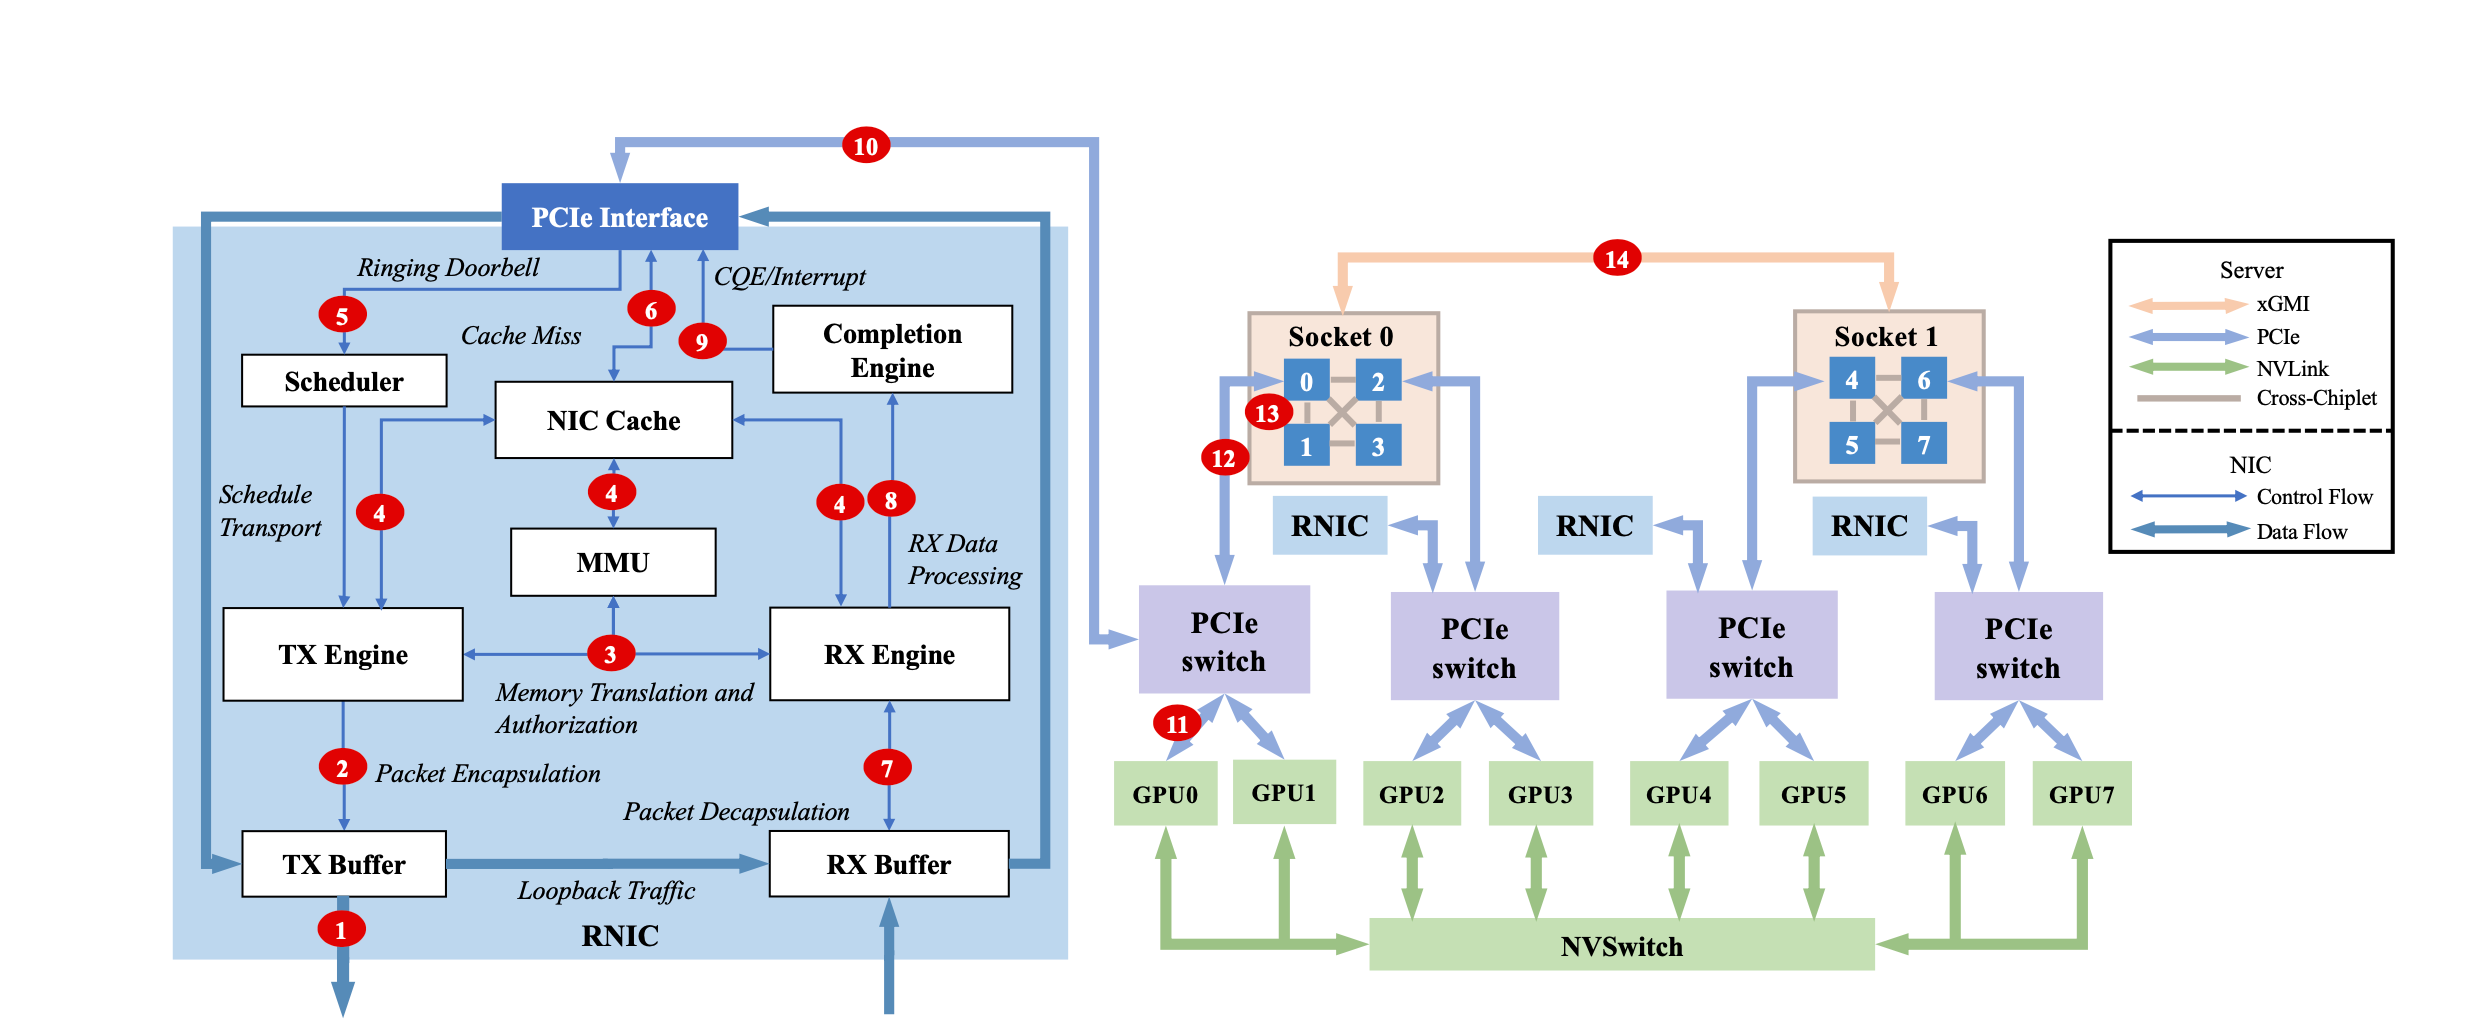 10
PCIe Interface
Ringing Doorbell
5
6
CQE/Interrupt
9
Cache Miss
Scheduler
Completion
Engine
NIC Cache
Schedule
Transport
4
4
4
8
MMU
RX Data
Processing
TX Engine
3
RX Engine
Memory Translation and
Authorization
2
Packet Encapsulation
7
Packet Decapsulation
TX Buffer
RX Buffer
Loopback Traffic
1
RNIC
14
Socket 0
0
2
13
1
3
12
Socket 1
4
6
5
7
RNIC
RNIC
RNIC
PCIe
switch
PCIe
switch
PCIe
switch
PCIe
switch
11
GPU0
GPU1
GPU2
GPU3
GPU4
GPU5
GPU6
GPU7
NVSwitch
Server
xGMI
PCIe
NVLink
Cross-Chiplet
NIC
Control Flow
Data Flow